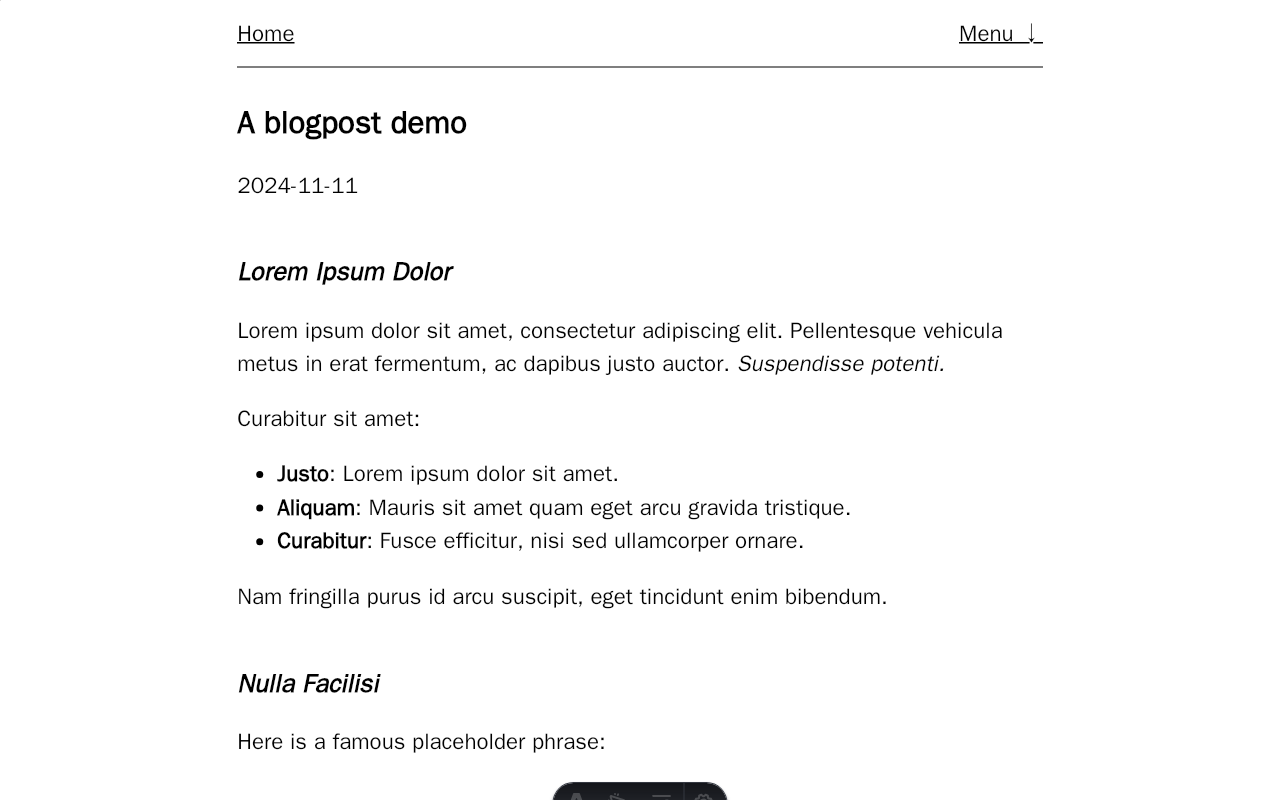 Home
Menu ↓
A blogpost demo
2024-11-11
Lorem Ipsum Dolor
Lorem ipsum dolor sit amet, consectetur adipiscing elit. Pellentesque vehicula
metus in erat fermentum, ac dapibus justo auctor. Suspendisse potenti.
Curabitur sit amet:
• Justo: Lorem ipsum dolor sit amet.
• Aliquam: Mauris sit amet quam eget arcu gravida tristique.
• Curabitur: Fusce efficitur, nisi sed ullamcorper ornare.
Nam fringilla purus id arcu suscipit, eget tincidunt enim bibendum.
Nulla Facilisi
Here is a famous placeholder phrase: